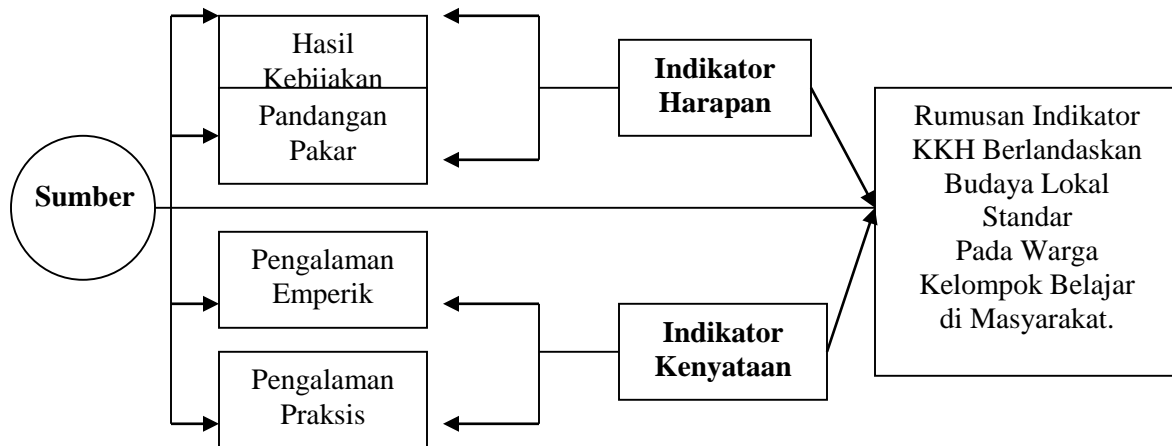 Sumber
Hasil
Kebijakan
Pandangan
Pakar
Pengalaman
Emperik
Pengalaman
Praksis
Indikator
Harapan
Indikator
Kenyataan
Rumusan Indikator
KKH Berlandaskan
Budaya Lokal
Standar
Pada Warga
Kelompok Belajar
di Masyarakat.